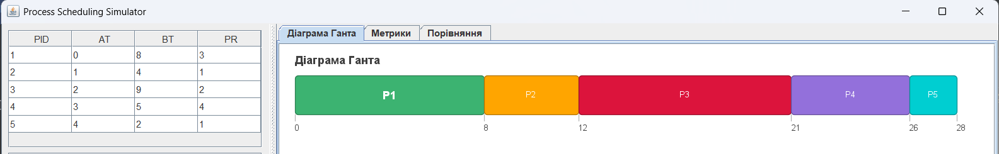 Process Scheduling Simulator
PID AT BT PR
1 0 8 3
2 1 4 1
3 2 9 2
4 3 5 4
5 4 2 1
Діаграма Ганта Метрики Порівняння
Діаграма Ганта
P1 P2 P3 P4 P5
0 8 12 21 26 28